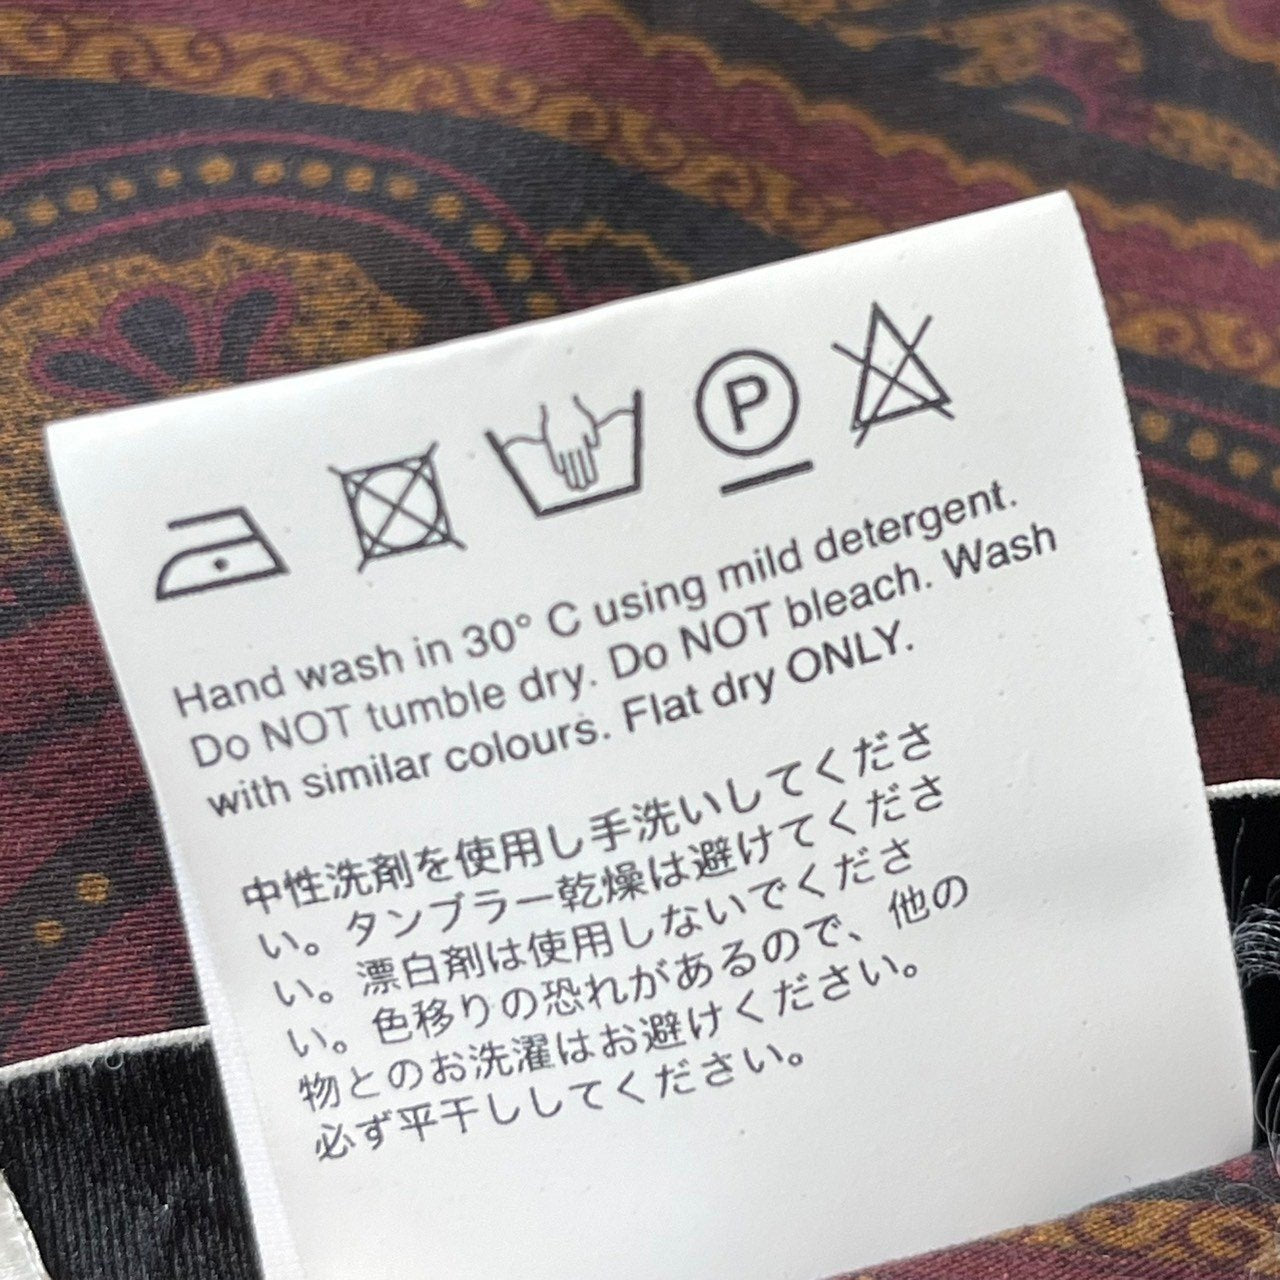 P
Hand wash in 30° C using mild detergent.
Do NOT tumble dry. Do NOT bleach. Wash
with similar colours. Flat dry ONLY.
中性洗剤を使用し手洗いしてくださ
い。タンブラー乾燥は避けてくださ
い。漂白剤は使用しないでくださ
い。色移りの恐れがあるので、他の
物とのお洗濯はお避けください。
必ず平干ししてください。